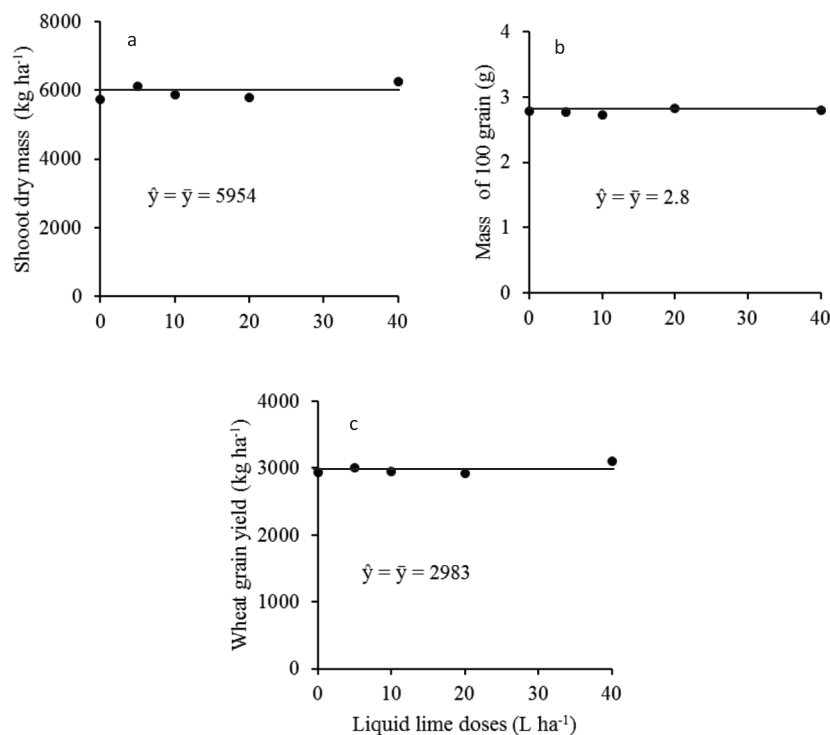 a
Shooot dry mass (kg ha⁻¹)
8000
6000
4000
2000
0
ŷ = ȳ = 5954
0 10 20 30 40
b
Mass of 100 grain (g)
5
4
3
2
1
0
ŷ = ȳ = 2.8
0 10 20 30 40
c
Wheat grain yield (kg ha⁻¹)
4000
3000
2000
1000
0
ŷ = ȳ = 2983
0 10 20 30 40
Liquid lime doses (L ha⁻¹)